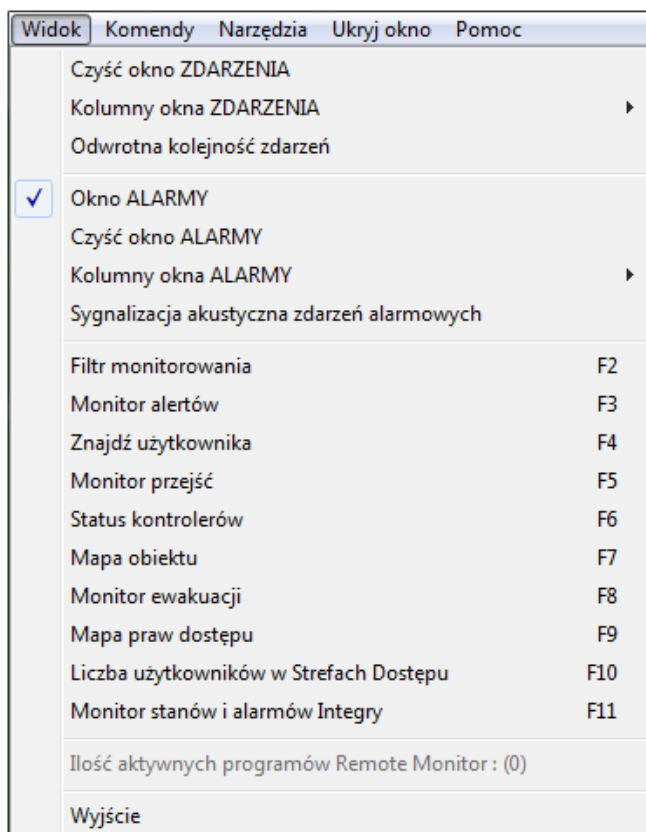 Widok Komendy Narzędzia Ukryj okno Pomoc
Czyść okno ZDARZENIA
Kolumny okna ZDARZENIA
Odwrotna kolejność zdarzeń
Okno ALARMY
Czyść okno ALARMY
Kolumny okna ALARMY
Sygnalizacja akustyczna zdarzeń alarmowych
Filtr monitorowania F2
Monitor alertów F3
Znajdź użytkownika F4
Monitor przejść F5
Status kontrolerów F6
Mapa obiektu F7
Monitor ewakuacji F8
Mapa praw dostępu F9
Liczba użytkowników w Strefach Dostępu F10
Monitor stanów i alarmów Integry F11
Ilość aktywnych programów Remote Monitor : (0)
Wyjście